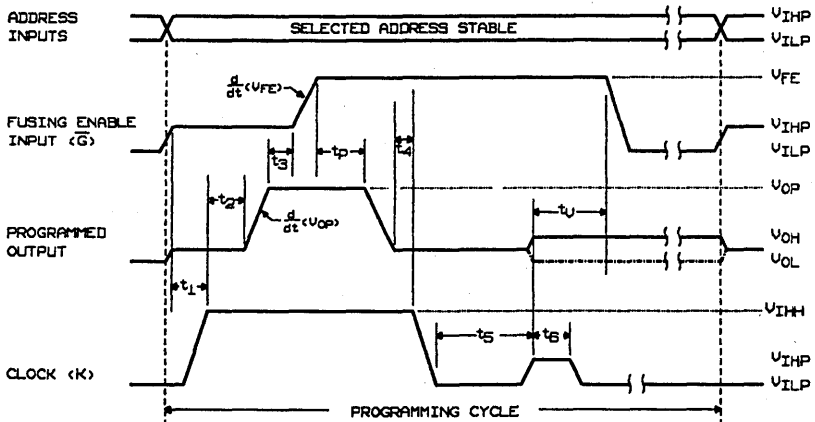 ADDRESS
INPUTS
SELECTED ADDRESS STABLE
VIHP
VILP
d/dt(VFE)
VFE
FUSING ENABLE
INPUT (G̅)
VIHP
VILP
t3
tP
t4
t2
VOP
d/dt(VOP)
tV
PROGRAMMED
OUTPUT
VOH
VOL
t1
VIHH
t5
t6
CLOCK (K)
VIHP
VILP
PROGRAMMING CYCLE